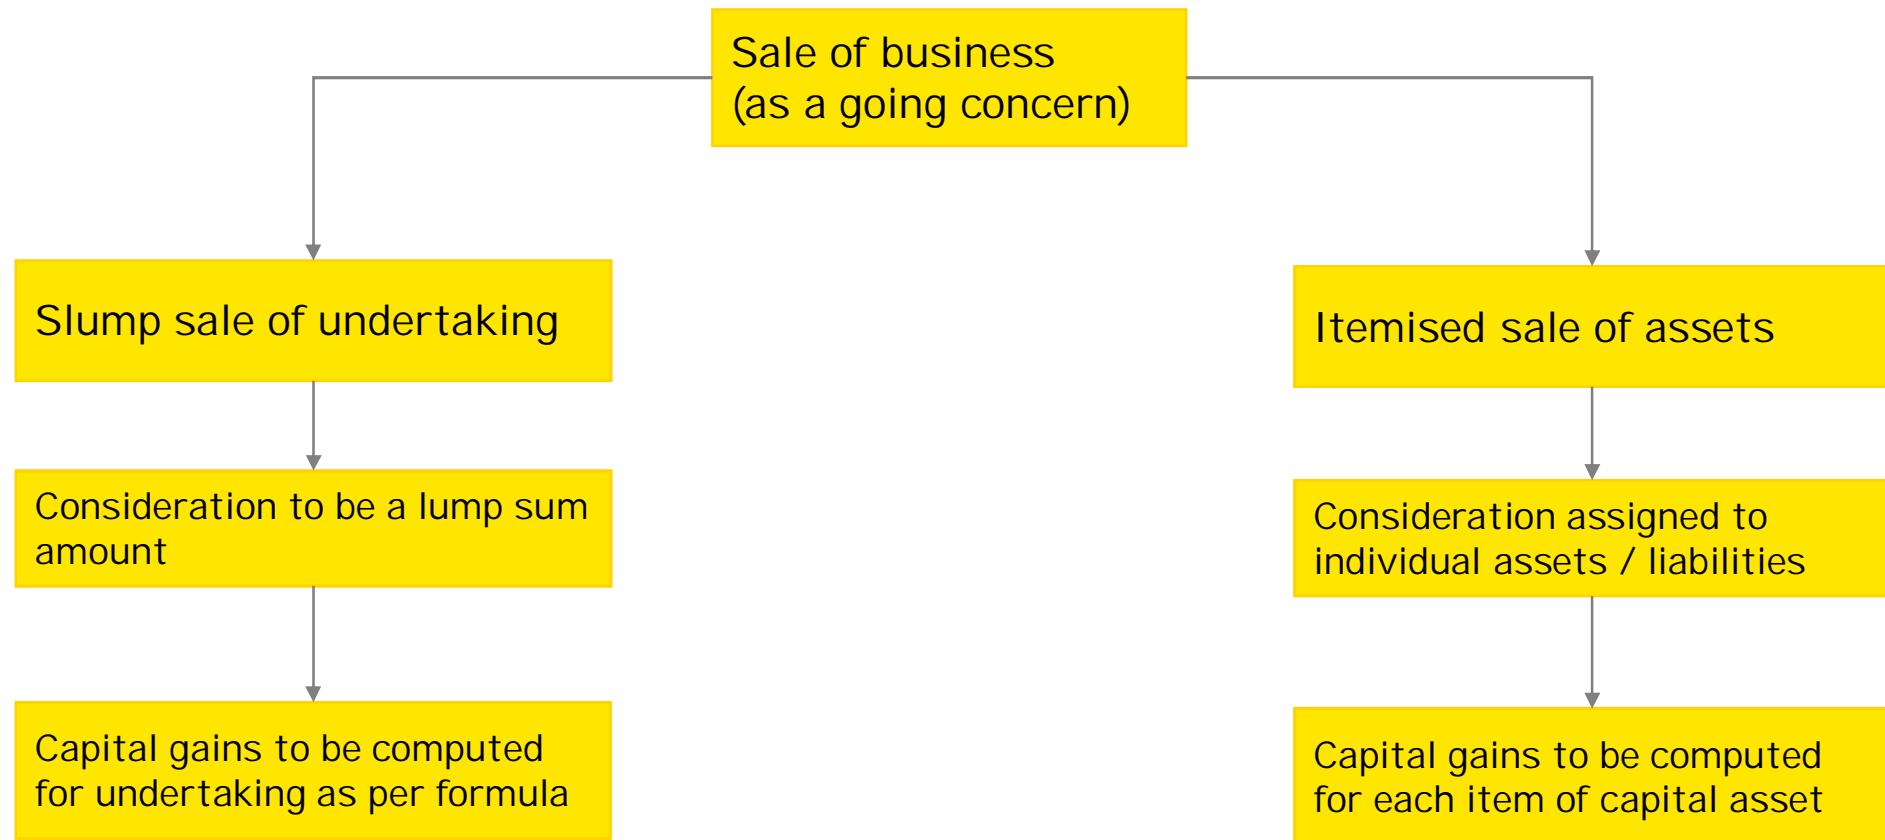 Sale of business
(as a going concern)
Slump sale of undertaking
Consideration to be a lump sum
amount
Capital gains to be computed
for undertaking as per formula
Itemised sale of assets
Consideration assigned to
individual assets / liabilities
Capital gains to be computed
for each item of capital asset